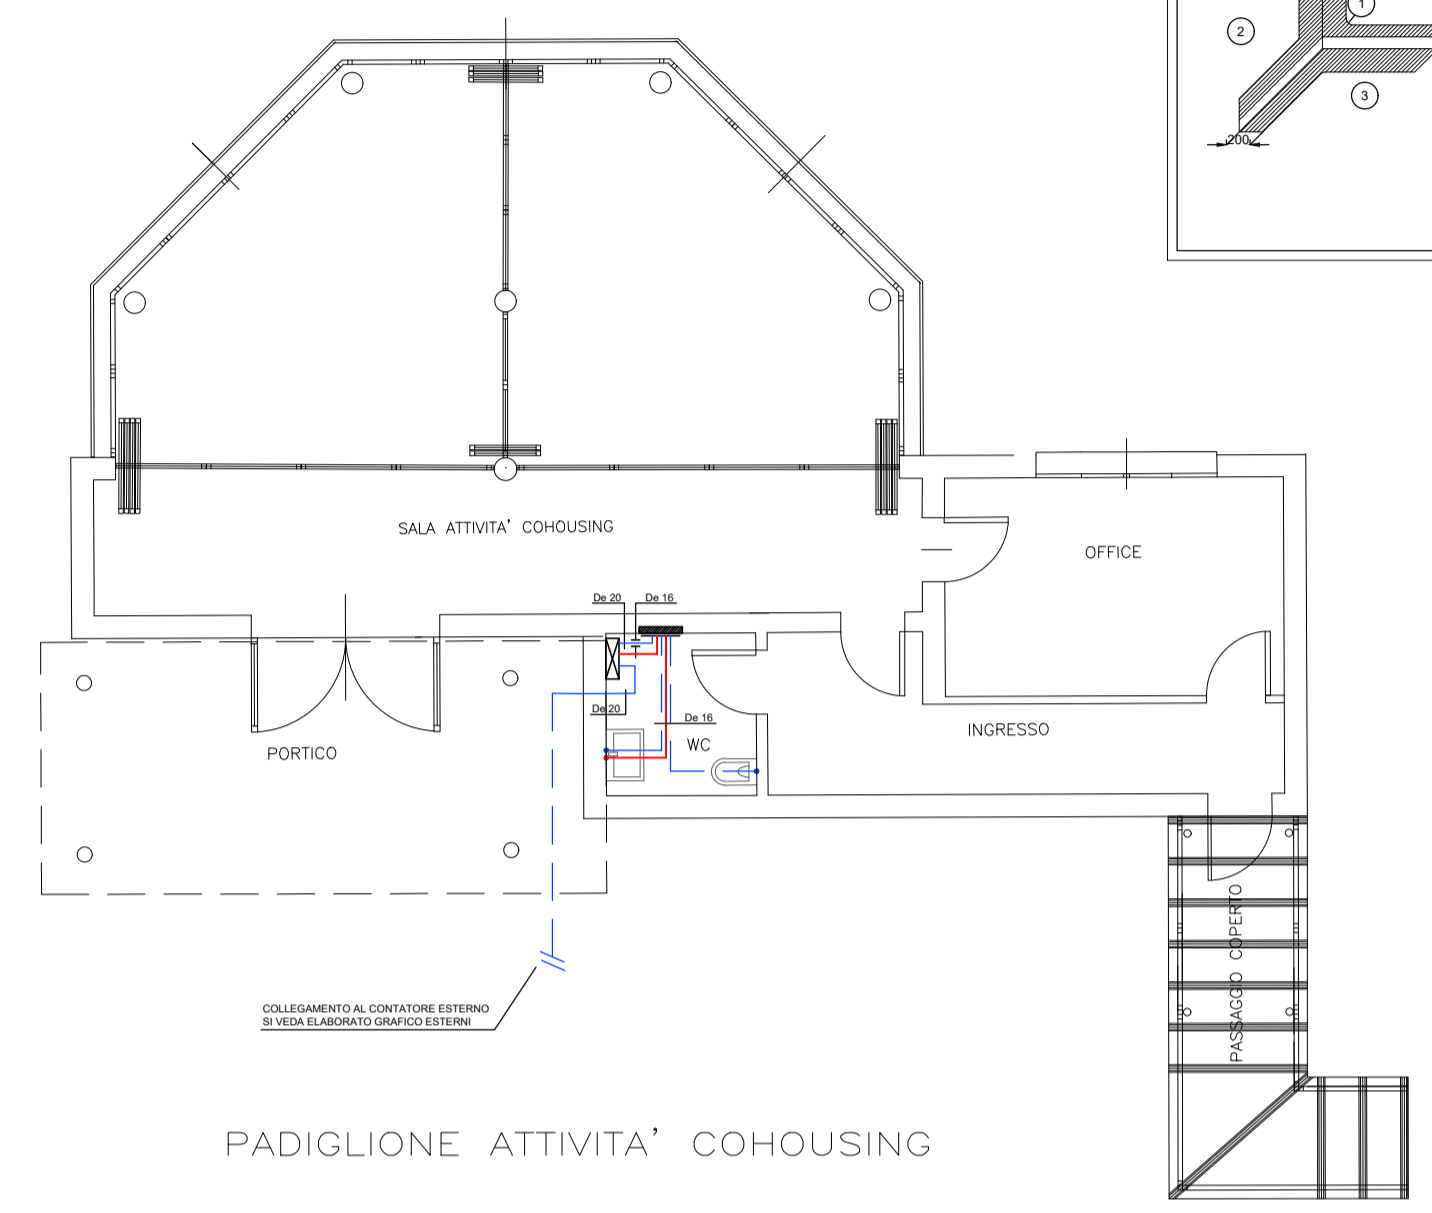 1
2
3
200
SALA ATTIVITA' COHOUSING
OFFICE
De 20
De 16
De 20
De 16
WC
INGRESSO
PORTICO
PASSAGGIO COPERTO
COLLEGAMENTO AL CONTATORE ESTERNO
SI VEDA ELABORATO GRAFICO ESTERNI
PADIGLIONE ATTIVITA' COHOUSING